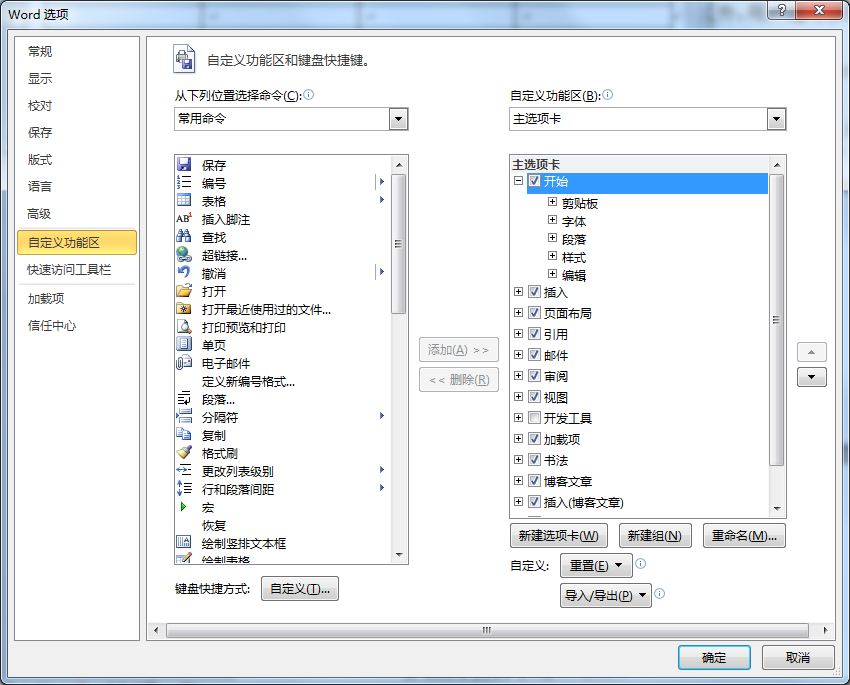 Word 选项
常规
显示
校对
保存
版式
语言
高级
自定义功能区
快速访问工具栏
加载项
信任中心
自定义功能区和键盘快捷键。
从下列位置选择命令(C):
常用命令
保存
编号
表格
插入脚注
查找
超链接...
撤消
打开
打开最近使用过的文件...
打印预览和打印
单页
电子邮件
定义新编号格式...
段落...
分隔符
复制
格式刷
更改列表级别
行和段落间距
宏
恢复
绘制竖排文本框
绘制表格
键盘快捷方式:
自定义(T)...
添加(A) >>
<< 删除(R)
自定义功能区(B):
主选项卡
主选项卡
开始
剪贴板
字体
段落
样式
编辑
插入
页面布局
引用
邮件
审阅
视图
开发工具
加载项
书法
博客文章
插入(博客文章)
新建选项卡(W)
新建组(N)
重命名(M)...
自定义:
重置(E)
导入/导出(P)
确定
取消